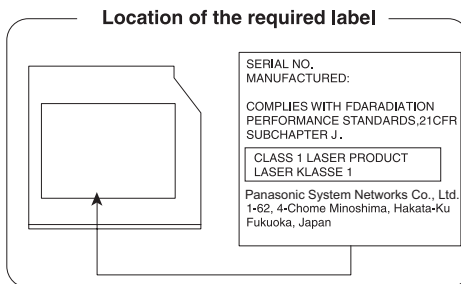 Location of the required label
SERIAL NO.
MANUFACTURED:
COMPLIES WITH FDARADIATION
PERFORMANCE STANDARDS,21CFR
SUBCHAPTER J.
CLASS 1 LASER PRODUCT
LASER KLASSE 1
Panasonic System Networks Co., Ltd.
1-62, 4-Chome Minoshima, Hakata-Ku
Fukuoka, Japan